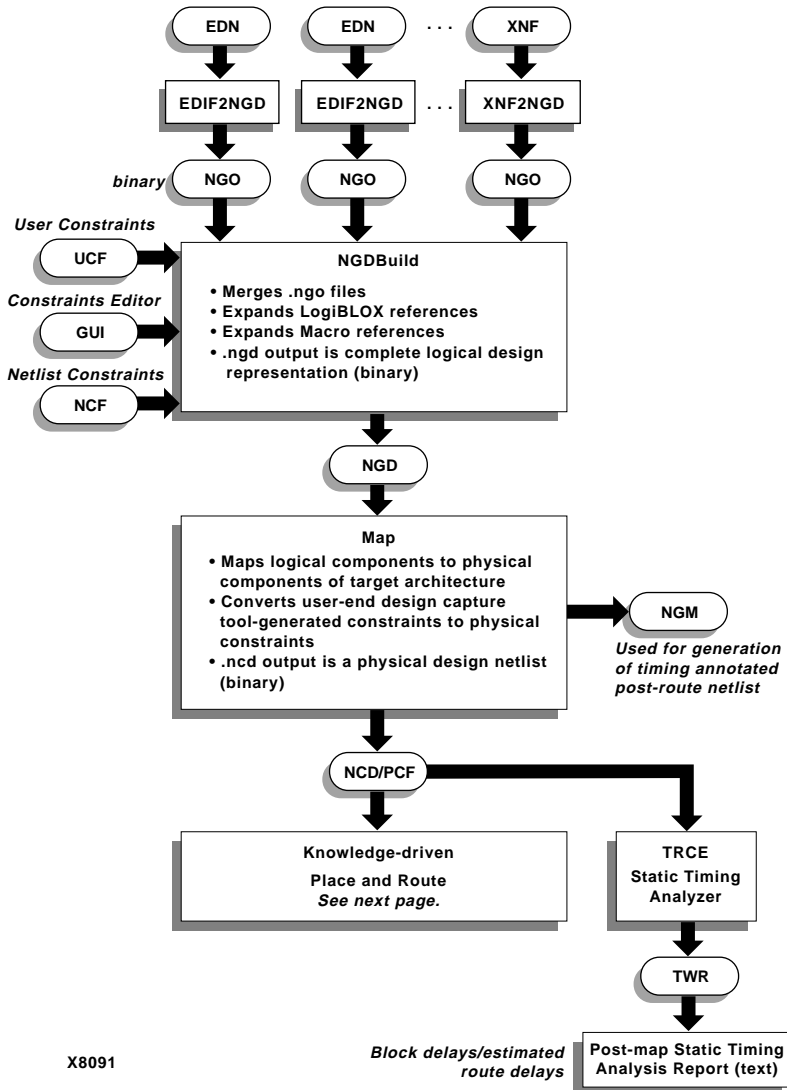 EDN EDN . . . XNF
EDIF2NGD EDIF2NGD . . . XNF2NGD
binary NGO NGO NGO
User Constraints
UCF
Constraints Editor
GUI
Netlist Constraints
NCF
NGDBuild
• Merges .ngo files
• Expands LogiBLOX references
• Expands Macro references
• .ngd output is complete logical design
representation (binary)
NGD
Map
• Maps logical components to physical
components of target architecture
• Converts user-end design capture
tool-generated constraints to physical
constraints
• .ncd output is a physical design netlist
(binary)
NGM
Used for generation
of timing annotated
post-route netlist
NCD/PCF
Knowledge-driven
Place and Route
See next page.
TRCE
Static Timing
Analyzer
TWR
Block delays/estimated
route delays
Post-map Static Timing
Analysis Report (text)
X8091